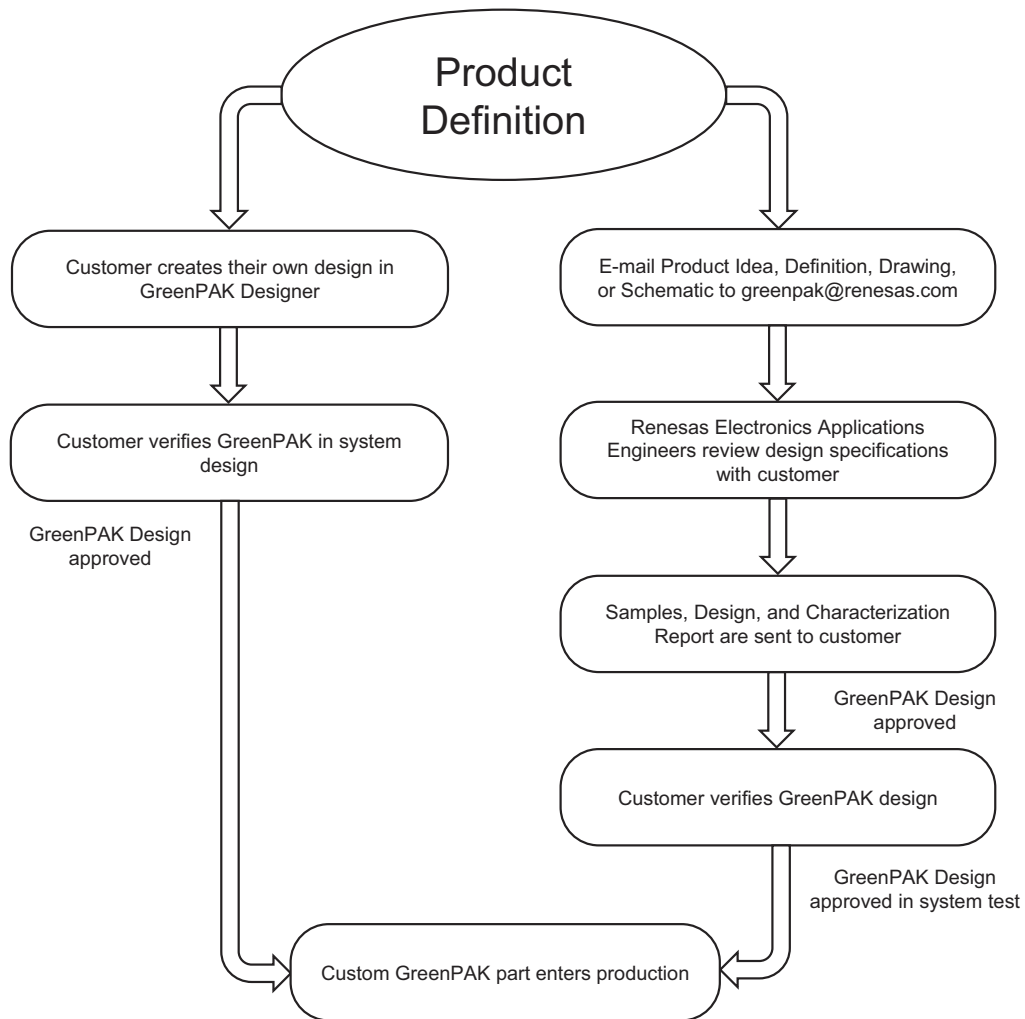 Product
Definition
Customer creates their own design in
GreenPAK Designer
Customer verifies GreenPAK in system
design
GreenPAK Design
approved
E-mail Product Idea, Definition, Drawing,
or Schematic to greenpak@renesas.com
Renesas Electronics Applications
Engineers review design specifications
with customer
Samples, Design, and Characterization
Report are sent to customer
GreenPAK Design
approved
Customer verifies GreenPAK design
GreenPAK Design
approved in system test
Custom GreenPAK part enters production